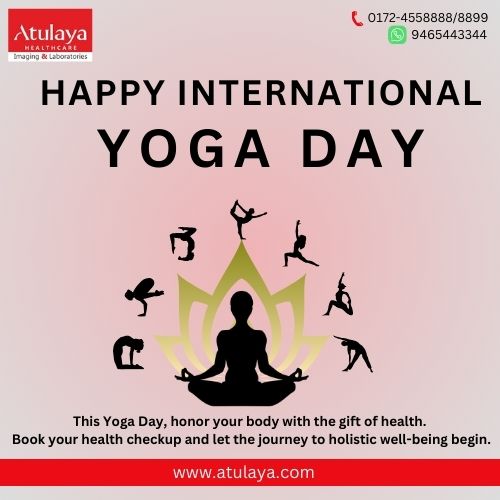 Atulaya
HEALTHCARE
Imaging & Laboratories
0172-4558888/8899
9465443344
HAPPY INTERNATIONAL
YOGA DAY
This Yoga Day, honor your body with the gift of health.
Book your health checkup and let the journey to holistic well-being begin.
www.atulaya.com